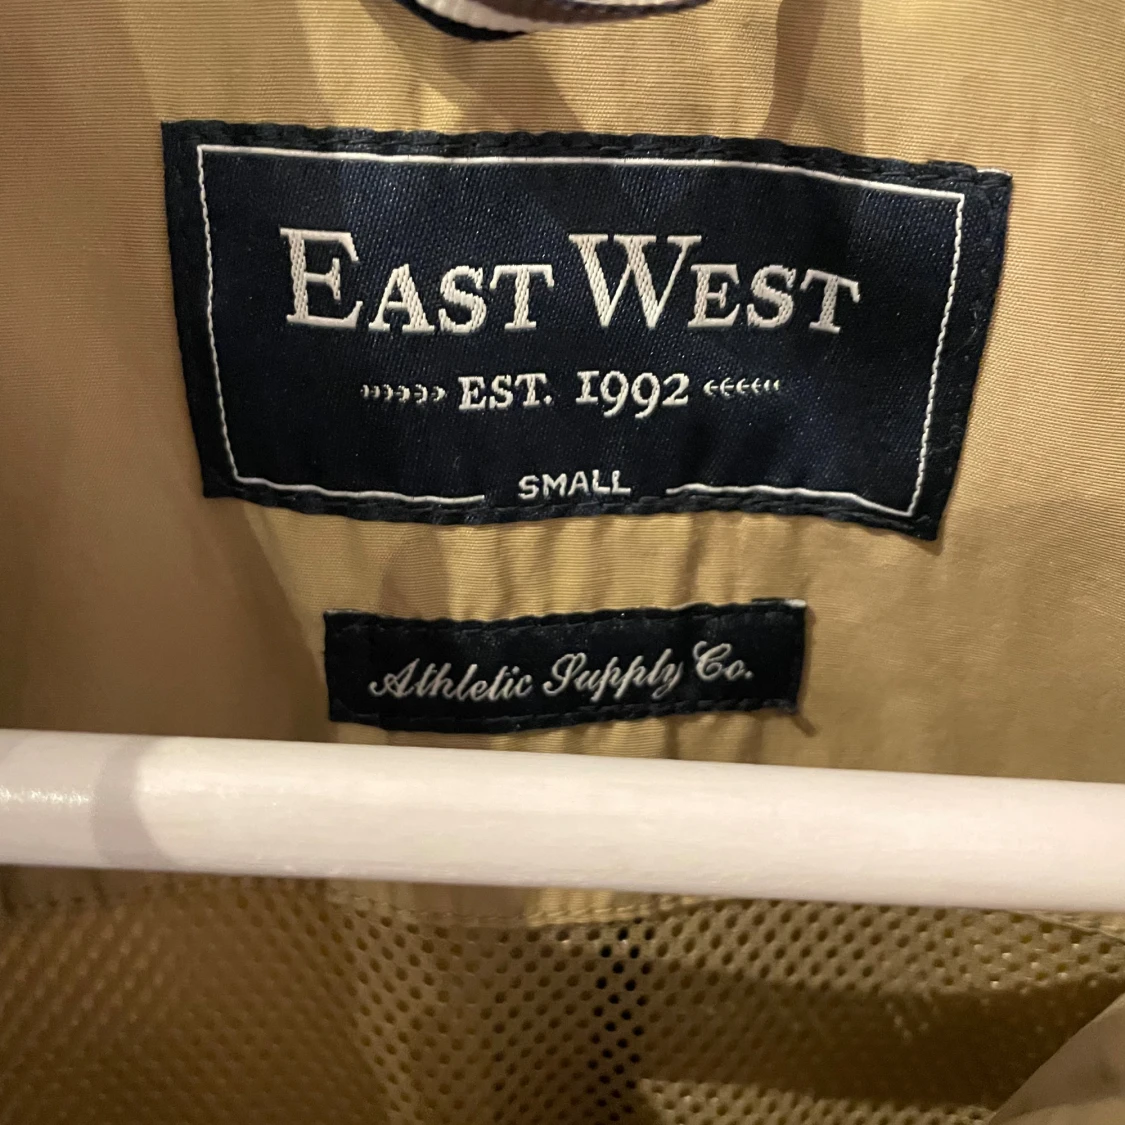 EAST WEST
EST. 1992
SMALL
Athletic Supply Co.